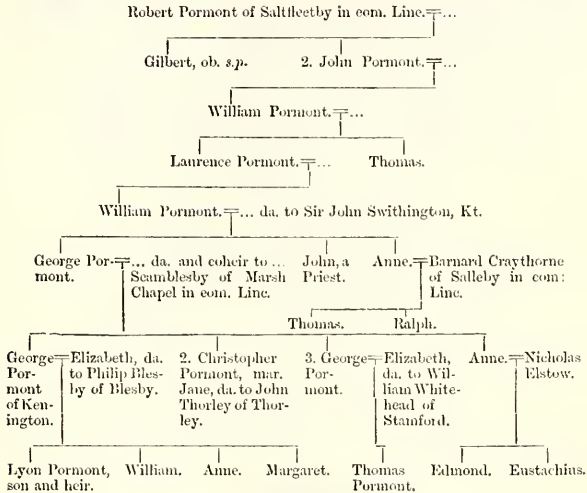 Robert Pormont of Saltfleetby in com. Linc.=...
Gilbert, ob. s.p. 2. John Pormont.=...
William Pormont.=...
Laurence Pormont.=... Thomas.
William Pormont.=... da. to Sir John Swithington, Kt.
George Por-
mont.
=... da. and coheir to ...
Scamblesby of Marsh
Chapel in com. Linc.
John, a
Priest.
Anne.=Barnard Craythorne
of Salleby in com:
Linc.
Thomas. Ralph.
George
Por-
mont
of Ken-
ington.
=Elizabeth, da.
to Philip Bles-
by of Blesby.
2. Christopher
Pormont, mar.
Jane, da. to John
Thorley of Thor-
ley.
3. George
Por-
mont.
=Elizabeth,
da. to Wil-
liam White-
head of
Stamford.
Anne.=Nicholas
Elstow.
Lyon Pormont,
son and heir.
William. Anne. Margaret.
Thomas
Pormont.
Edmond. Eustachius.